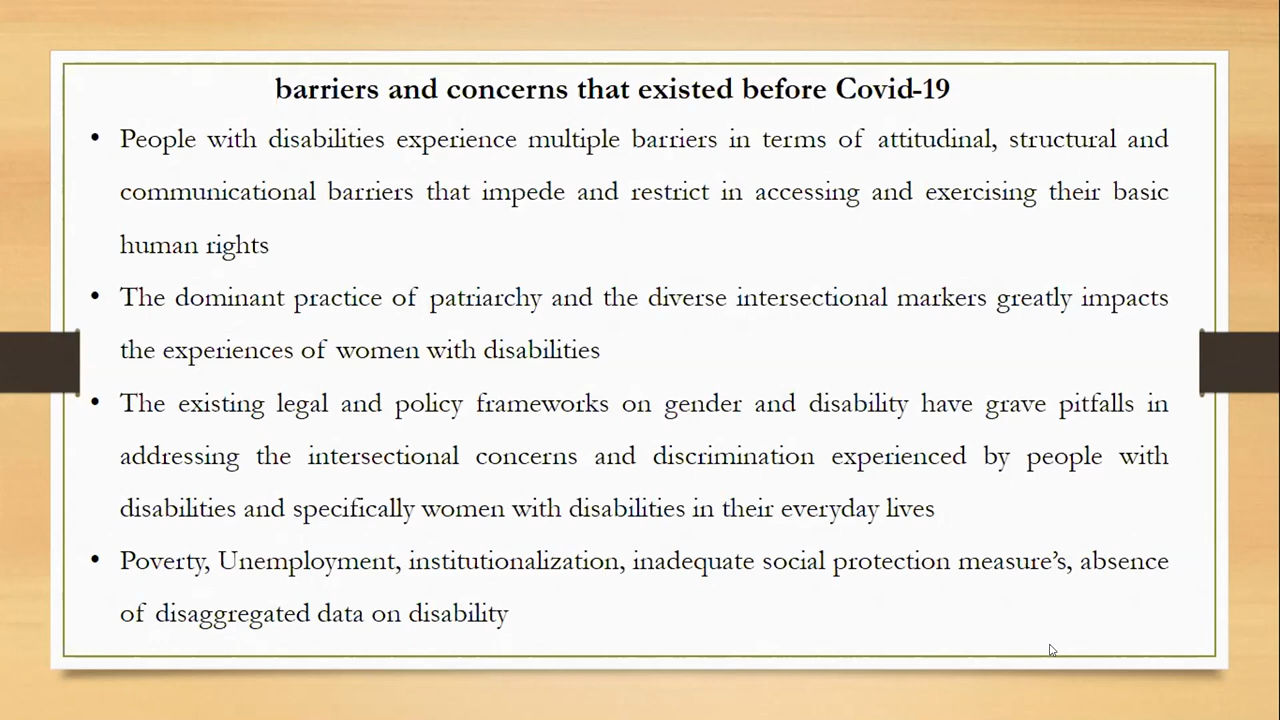 barriers and concerns that existed before Covid-19
• People with disabilities experience multiple barriers in terms of attitudinal, structural and
communicational barriers that impede and restrict in accessing and exercising their basic
human rights
• The dominant practice of patriarchy and the diverse intersectional markers greatly impacts
the experiences of women with disabilities
• The existing legal and policy frameworks on gender and disability have grave pitfalls in
addressing the intersectional concerns and discrimination experienced by people with
disabilities and specifically women with disabilities in their everyday lives
• Poverty, Unemployment, institutionalization, inadequate social protection measure’s, absence
of disaggregated data on disability